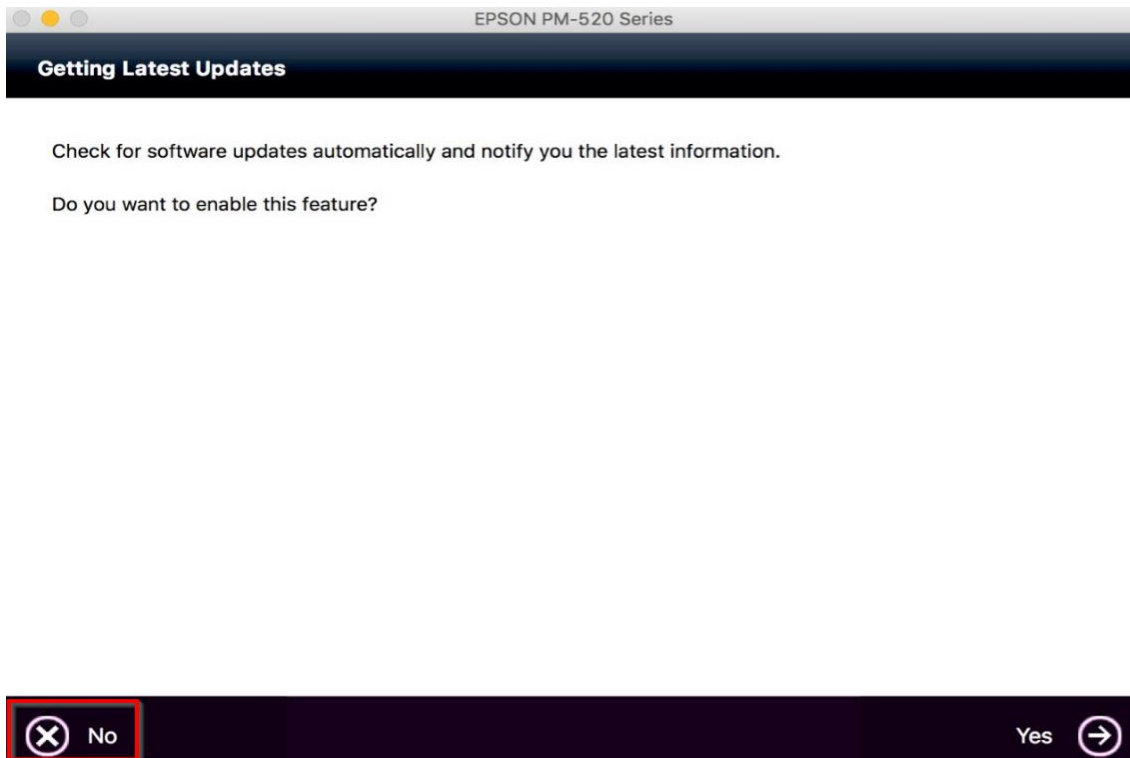 EPSON PM-520 Series
Getting Latest Updates
Check for software updates automatically and notify you the latest information.
Do you want to enable this feature?
No
Yes